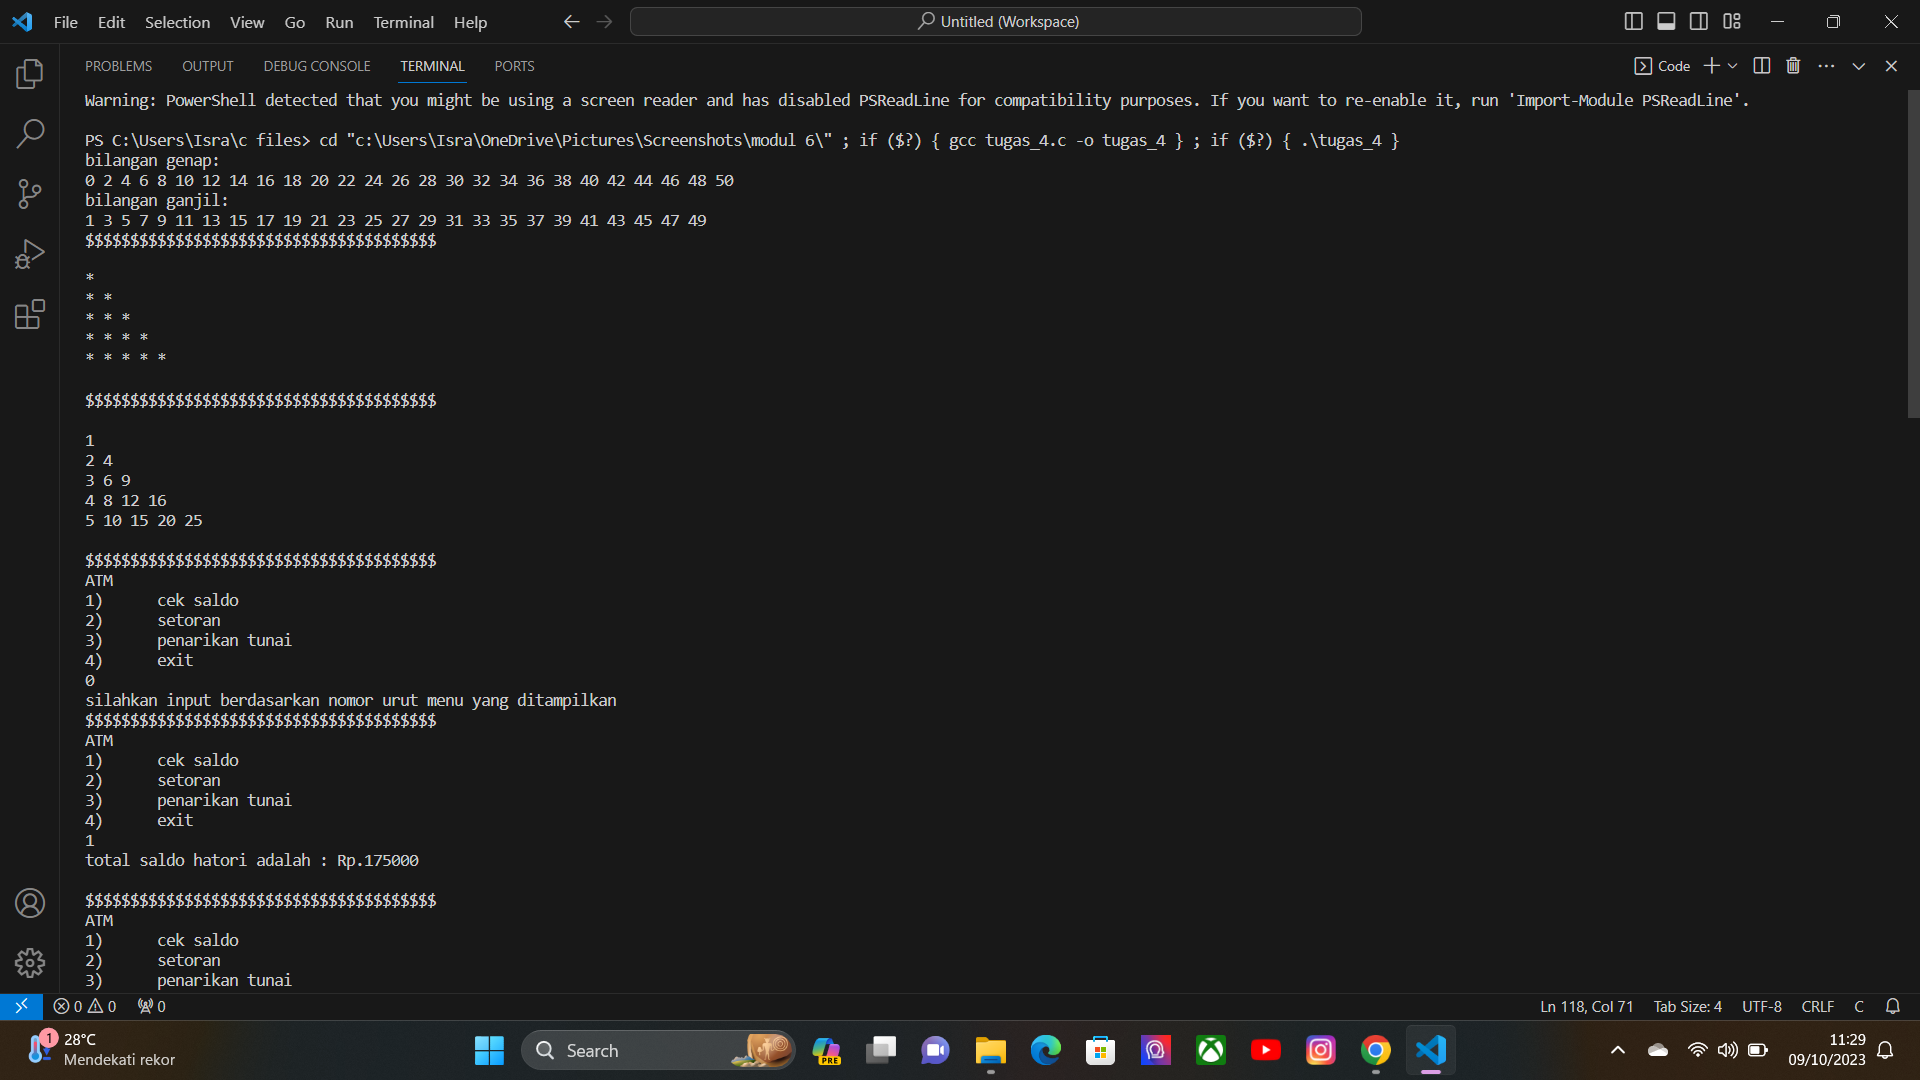 File Edit Selection View Go Run Terminal Help
Untitled (Workspace)
PROBLEMS OUTPUT DEBUG CONSOLE TERMINAL PORTS
Code
Warning: PowerShell detected that you might be using a screen reader and has disabled PSReadLine for compatibility purposes. If you want to re-enable it, run 'Import-Module PSReadLine'.
PS C:\Users\Isra\c files> cd "c:\Users\Isra\OneDrive\Pictures\Screenshots\modul 6\" ; if ($?) { gcc tugas_4.c -o tugas_4 } ; if ($?) { .\tugas_4 }
bilangan genap:
0 2 4 6 8 10 12 14 16 18 20 22 24 26 28 30 32 34 36 38 40 42 44 46 48 50
bilangan ganjil:
1 3 5 7 9 11 13 15 17 19 21 23 25 27 29 31 33 35 37 39 41 43 45 47 49
$$$$$$$$$$$$$$$$$$$$$$$$$$$$$$$$$$$$$$$
*
* *
* * *
* * * *
* * * * *
$$$$$$$$$$$$$$$$$$$$$$$$$$$$$$$$$$$$$$$
1
2 4
3 6 9
4 8 12 16
5 10 15 20 25
$$$$$$$$$$$$$$$$$$$$$$$$$$$$$$$$$$$$$$$
ATM
1) cek saldo
2) setoran
3) penarikan tunai
4) exit
0
silahkan input berdasarkan nomor urut menu yang ditampilkan
$$$$$$$$$$$$$$$$$$$$$$$$$$$$$$$$$$$$$$$
ATM
1) cek saldo
2) setoran
3) penarikan tunai
4) exit
1
total saldo hatori adalah : Rp.175000
$$$$$$$$$$$$$$$$$$$$$$$$$$$$$$$$$$$$$$$
ATM
1) cek saldo
2) setoran
3) penarikan tunai
0 0 0
Ln 118, Col 71 Tab Size: 4 UTF-8 CRLF C
1
28°C
Mendekati rekor
Search
PRE
11:29
09/10/2023